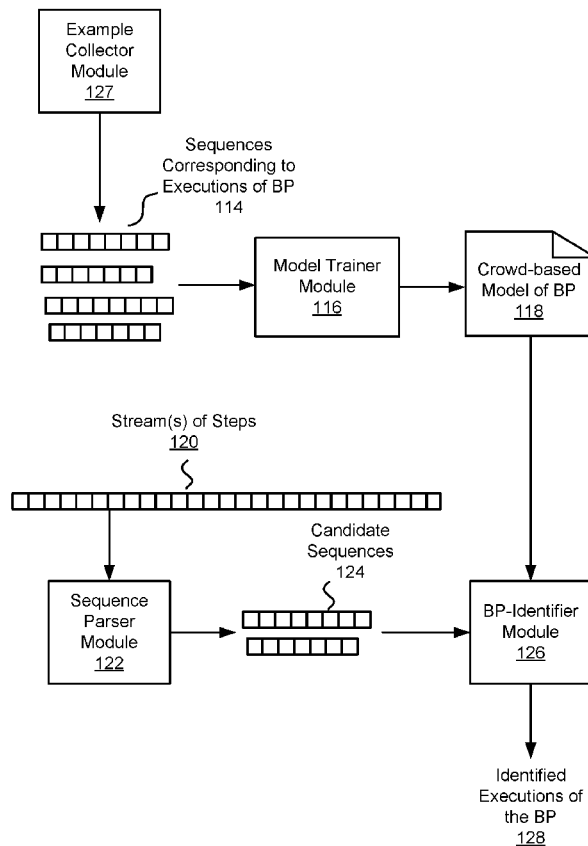 Example
Collector
Module
127
Sequences
Corresponding to
Executions of BP
114
Model Trainer
Module
116
Crowd-based
Model of BP
118
Stream(s) of Steps
120
Candidate
Sequences
124
Sequence
Parser
Module
122
BP-Identifier
Module
126
Identified
Executions of
the BP
128